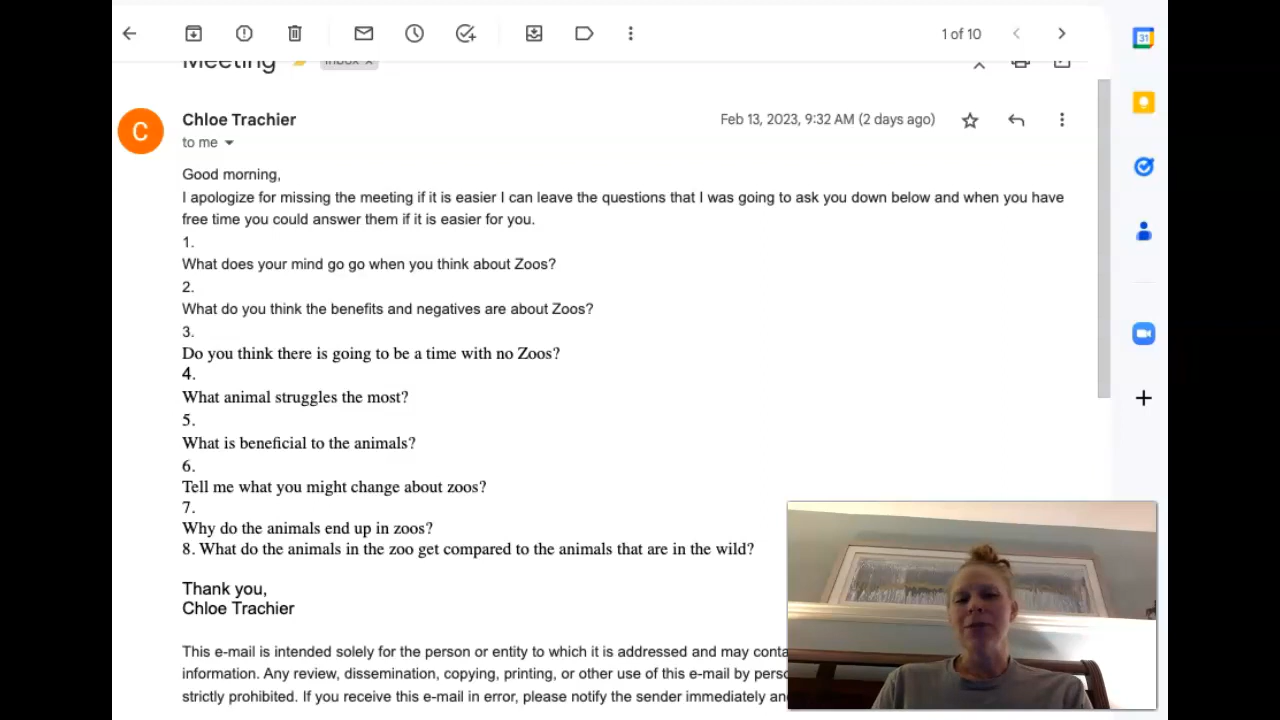 1 of 10
Meeting
Inbox x
31
C
Chloe Trachier
Feb 13, 2023, 9:32 AM (2 days ago)
to me
Good morning,
I apologize for missing the meeting if it is easier I can leave the questions that I was going to ask you down below and when you have
free time you could answer them if it is easier for you.
1.
What does your mind go go when you think about Zoos?
2.
What do you think the benefits and negatives are about Zoos?
3.
Do you think there is going to be a time with no Zoos?
4.
What animal struggles the most?
5.
What is beneficial to the animals?
6.
Tell me what you might change about zoos?
7.
Why do the animals end up in zoos?
8. What do the animals in the zoo get compared to the animals that are in the wild?
Thank you,
Chloe Trachier
This e-mail is intended solely for the person or entity to which it is addressed and may
information. Any review, dissemination, copying, printing, or other use of this e-mail by
strictly prohibited. If you receive this e-mail in error, please notify the sender immediately